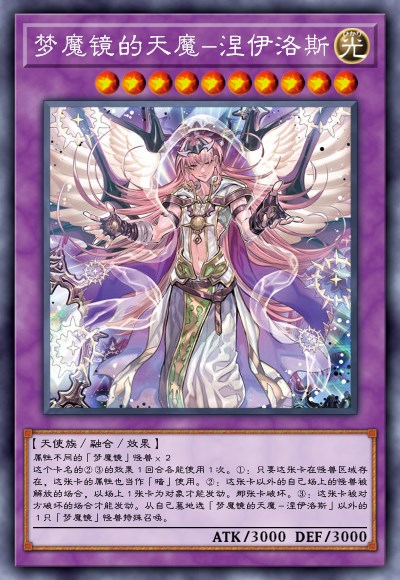 梦魔镜的天魔-涅伊洛斯
ひかり
光
【天使族/融合/效果】
属性不同的「梦魔镜」怪兽×2
这个卡名的②③的效果1回合各能使用1次。①：只要这张卡在怪兽区域存
在，这张卡的属性也当作「暗」使用。②：这张卡以外的自己场上的怪兽被
解放的场合，以场上1张卡为对象才能发动。那张卡破坏。③：这张卡被对
方破坏的场合才能发动。从自己墓地选「梦魔镜的天魔-涅伊洛斯」以外的
1只「梦魔镜」怪兽特殊召唤。
ATK/3000 DEF/3000